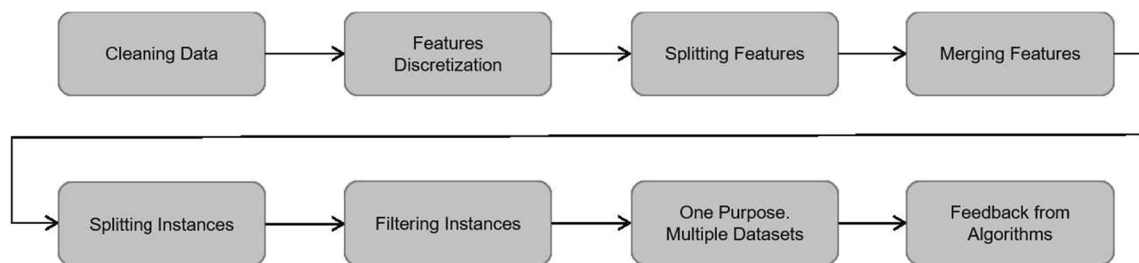 Cleaning Data
Features
Discretization
Splitting Features
Merging Features
Splitting Instances
Filtering Instances
One Purpose.
Multiple Datasets
Feedback from
Algorithms